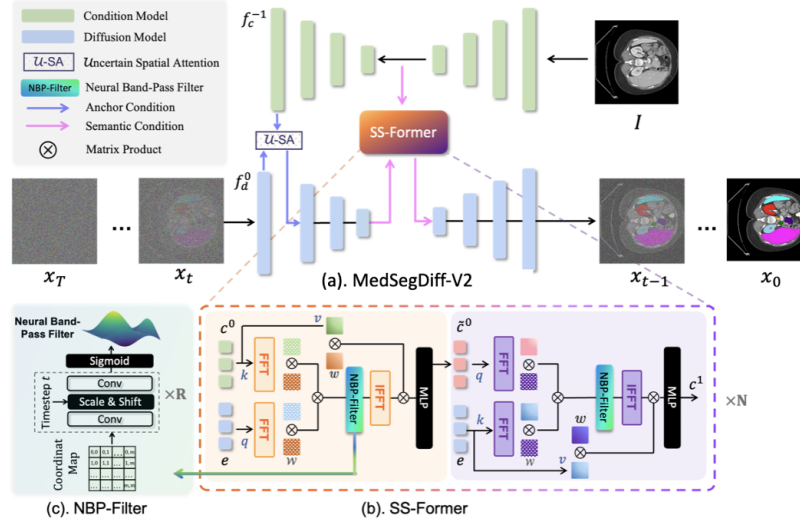 Condition Model
Diffusion Model
U-SA
Uncertain Spatial Attention
NBP-Filter
Neural Band-Pass Filter
Anchor Condition
Semantic Condition
Matrix Product
f_c^{-1}
I
U-SA
SS-Former
f_d^0
x_T
...
x_t
(a). MedSegDiff-V2
x_{t-1}
...
x_0
Neural Band-
Pass Filter
Sigmoid
Conv
Scale & Shift
Conv
Timestep t
×R
Coordinat
Map
0,0 0,1 ... 0,m
1,0 1,1 ... 1,m
... ... ... ...
... ... m,m
(c). NBP-Filter
c^0
v
k
FFT
w
NBP-Filter
IFFT
MLP
q
FFT
w
e
c̃^0
q
FFT
k
FFT
w
NBP-Filter
IFFT
MLP
c^1
w
v
e
×N
(b). SS-Former